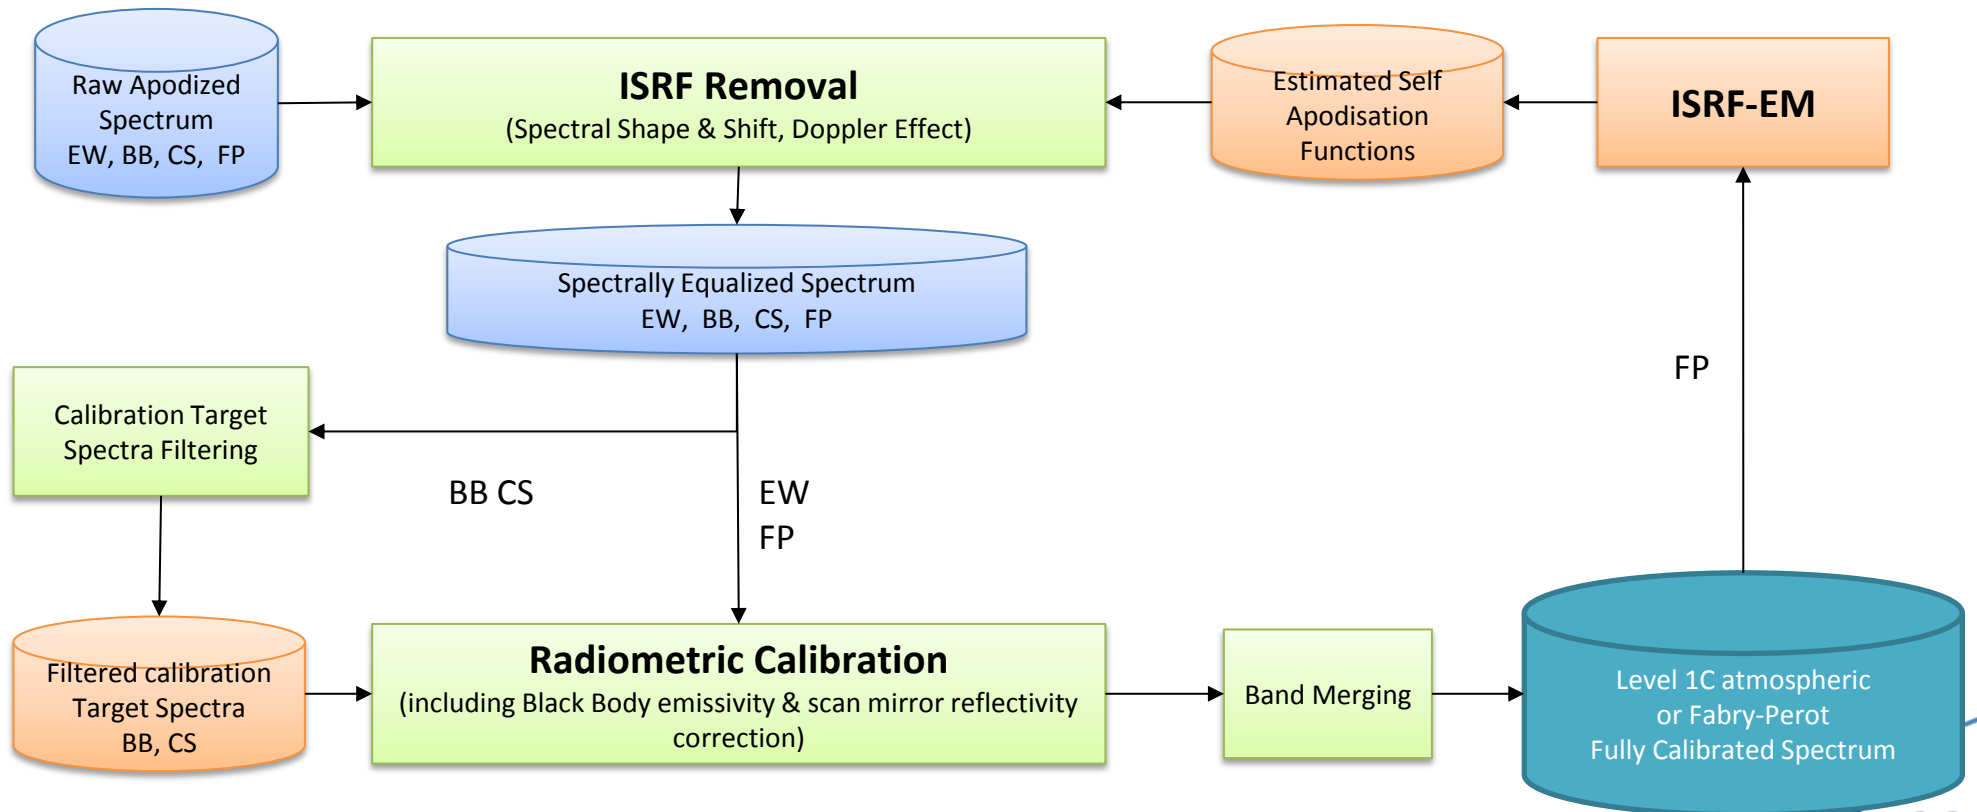 Raw Apodized
Spectrum
EW, BB, CS, FP
ISRF Removal
(Spectral Shape & Shift, Doppler Effect)
Estimated Self
Apodisation
Functions
ISRF-EM
Spectrally Equalized Spectrum
EW, BB, CS, FP
FP
Calibration Target
Spectra Filtering
BB CS
EW
FP
Filtered calibration
Target Spectra
BB, CS
Radiometric Calibration
(including Black Body emissivity & scan mirror reflectivity
correction)
Band Merging
Level 1C atmospheric
or Fabry-Perot
Fully Calibrated Spectrum